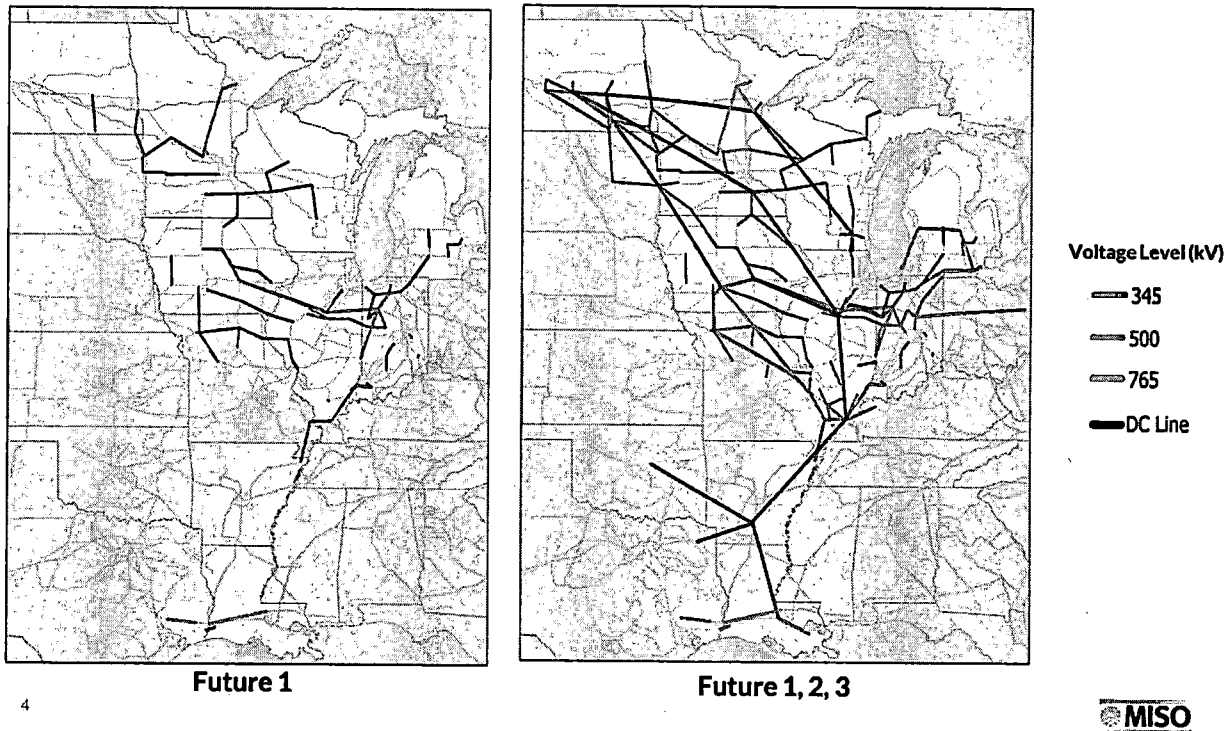 Voltage Level (kV)
345
500
765
DC Line
Future 1
Future 1, 2, 3
4
MISO